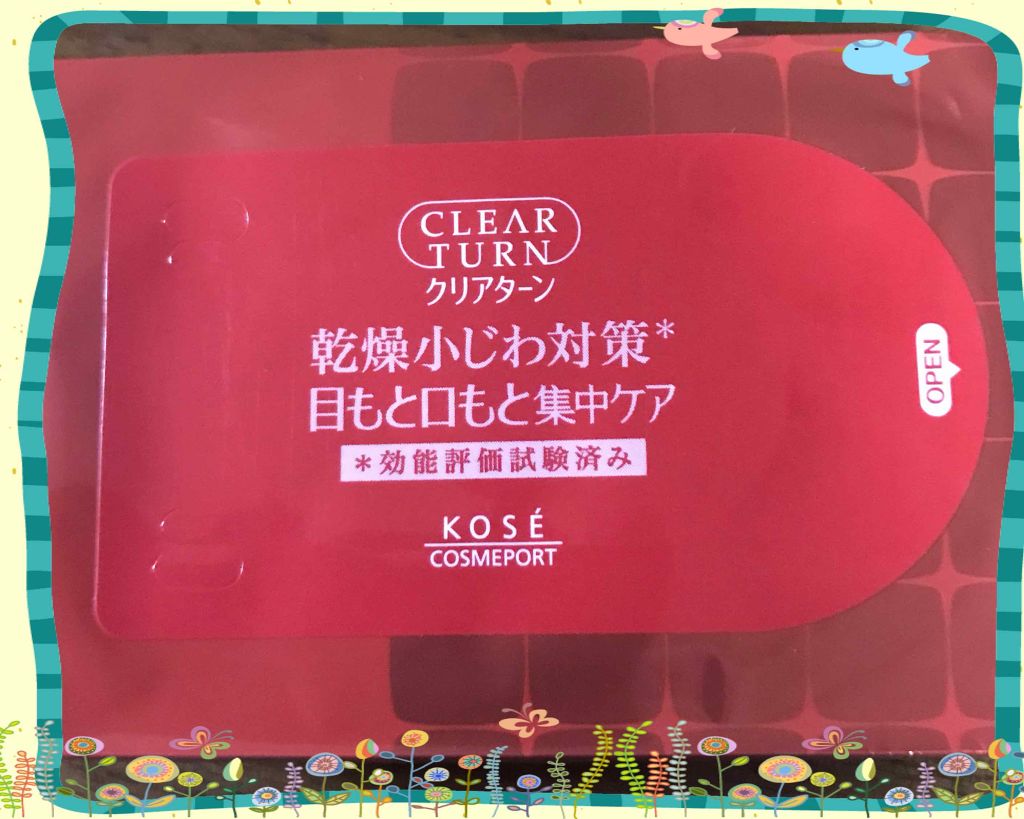 CLEAR
TURN
クリアターン
乾燥小じわ対策*
目もと口もと集中ケア
*効能評価試験済み
KOSÉ
COSMEPORT
OPEN